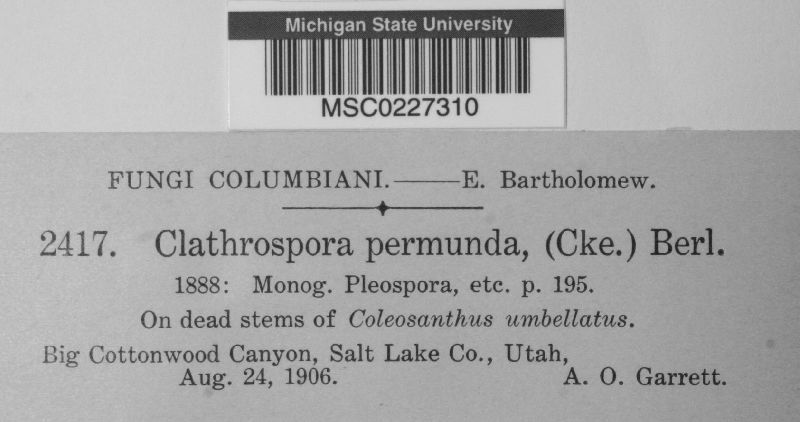 Michigan State University
MSC0227310
FUNGI COLUMBIANI.——E. Bartholomew.
2417. Clathrospora permunda, (Cke.) Berl.
1888: Monog. Pleospora, etc. p. 195.
On dead stems of Coleosanthus umbellatus.
Big Cottonwood Canyon, Salt Lake Co., Utah,
Aug. 24, 1906. A. O. Garrett.